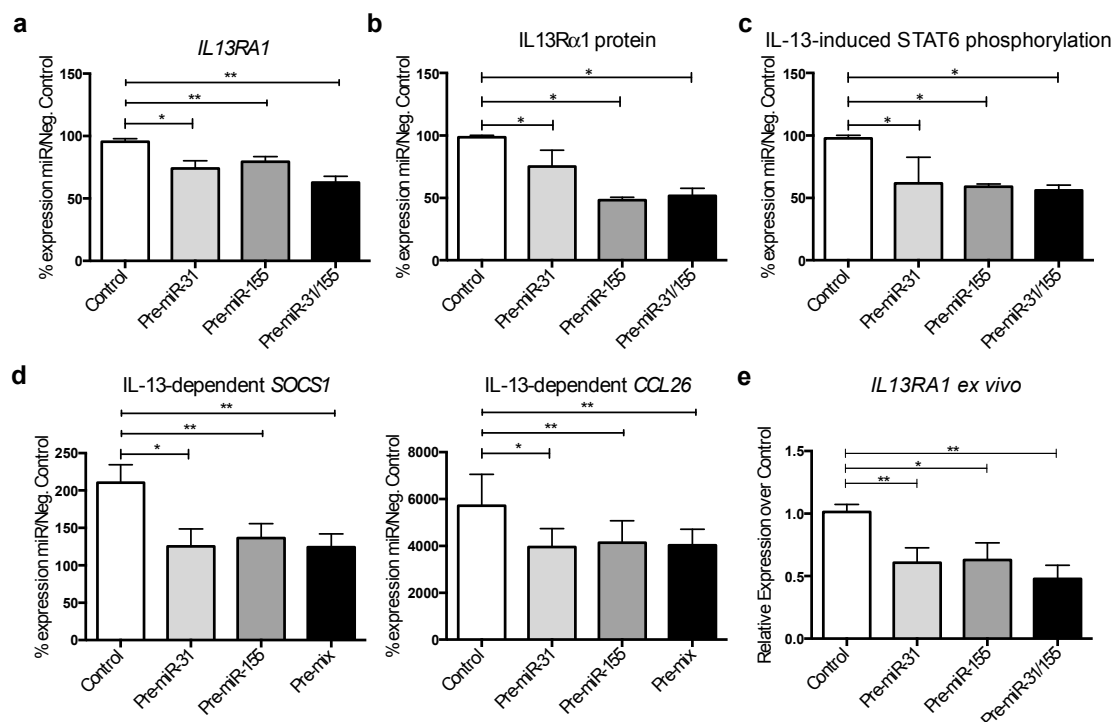 a
IL13RA1
% expression miR/Neg. Control
150
100
50
0
**
**
*
Control
Pre-miR-31
Pre-miR-155
Pre-miR-31/155
b
IL13Rα1 protein
% expression miR/Neg. Control
150
100
50
0
*
*
*
Control
Pre-miR-31
Pre-miR-155
Pre-miR-31/155
c
IL-13-induced STAT6 phosphorylation
% expression miR/Neg. Control
150
100
50
0
*
*
*
Control
Pre-miR-31
Pre-miR-155
Pre-miR-31/155
d
IL-13-dependent SOCS1
% expression miR/Neg. Control
250
200
150
100
50
0
**
**
*
Control
Pre-miR-31
Pre-miR-155
Pre-mix
IL-13-dependent CCL26
% expression miR/Neg. Control
8000
6000
4000
2000
0
**
**
*
Control
Pre-miR-31
Pre-miR-155
Pre-mix
e
IL13RA1 ex vivo
Relative Expression over Control
1.5
1.0
0.5
0.0
**
*
**
Control
Pre-miR-31
Pre-miR-155
Pre-miR-31/155